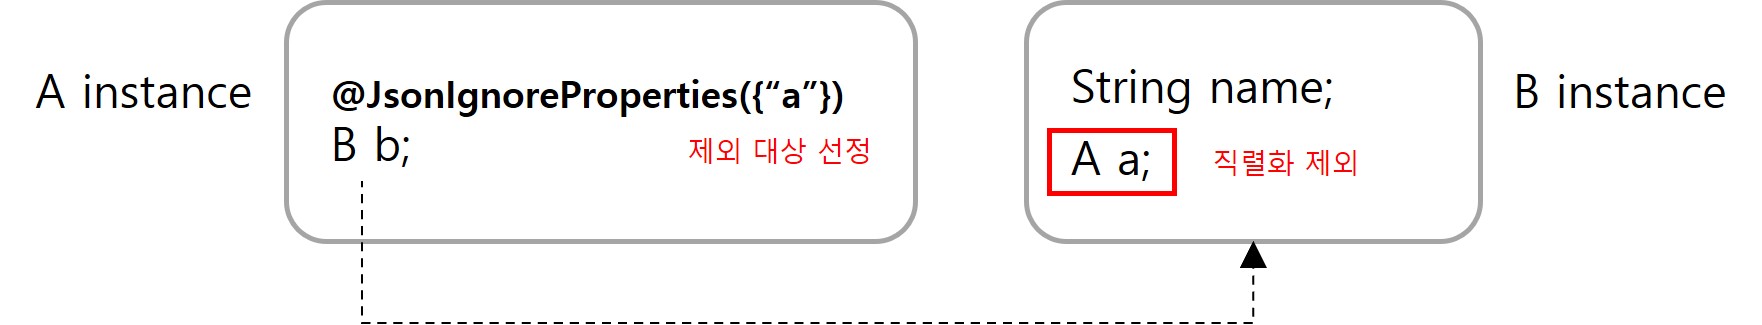 A instance
@JsonIgnoreProperties({“a”})
B b;
제외 대상 선정
String name;
A a;
직렬화 제외
B instance